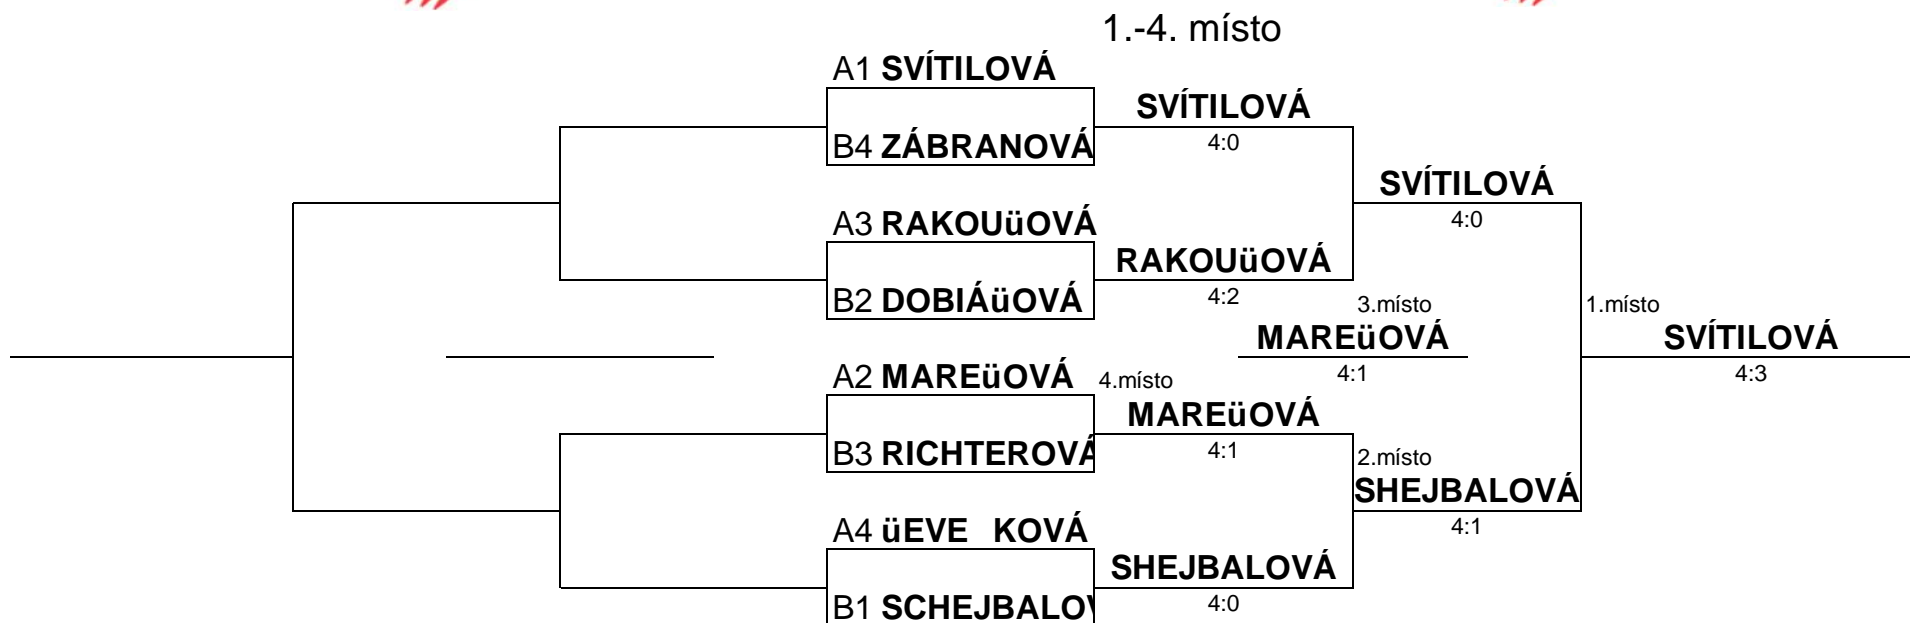 1.-4. místo
A1 SVÍTILOVÁ
SVÍTILOVÁ
B4 ZÁBRANOVÁ
4:0
SVÍTILOVÁ
A3 RAKOUüOVÁ
4:0
RAKOUüOVÁ
B2 DOBIÁüOVÁ
4:2
3.místo
1.místo
MAREüOVÁ
SVÍTILOVÁ
A2 MAREüOVÁ
4.místo
4:1
4:3
MAREüOVÁ
B3 RICHTEROVÁ
4:1
2.místo
SHEJBALOVÁ
A4 üEVE KOVÁ
4:1
SHEJBALOVÁ
B1 SCHEJBALOV
4:0